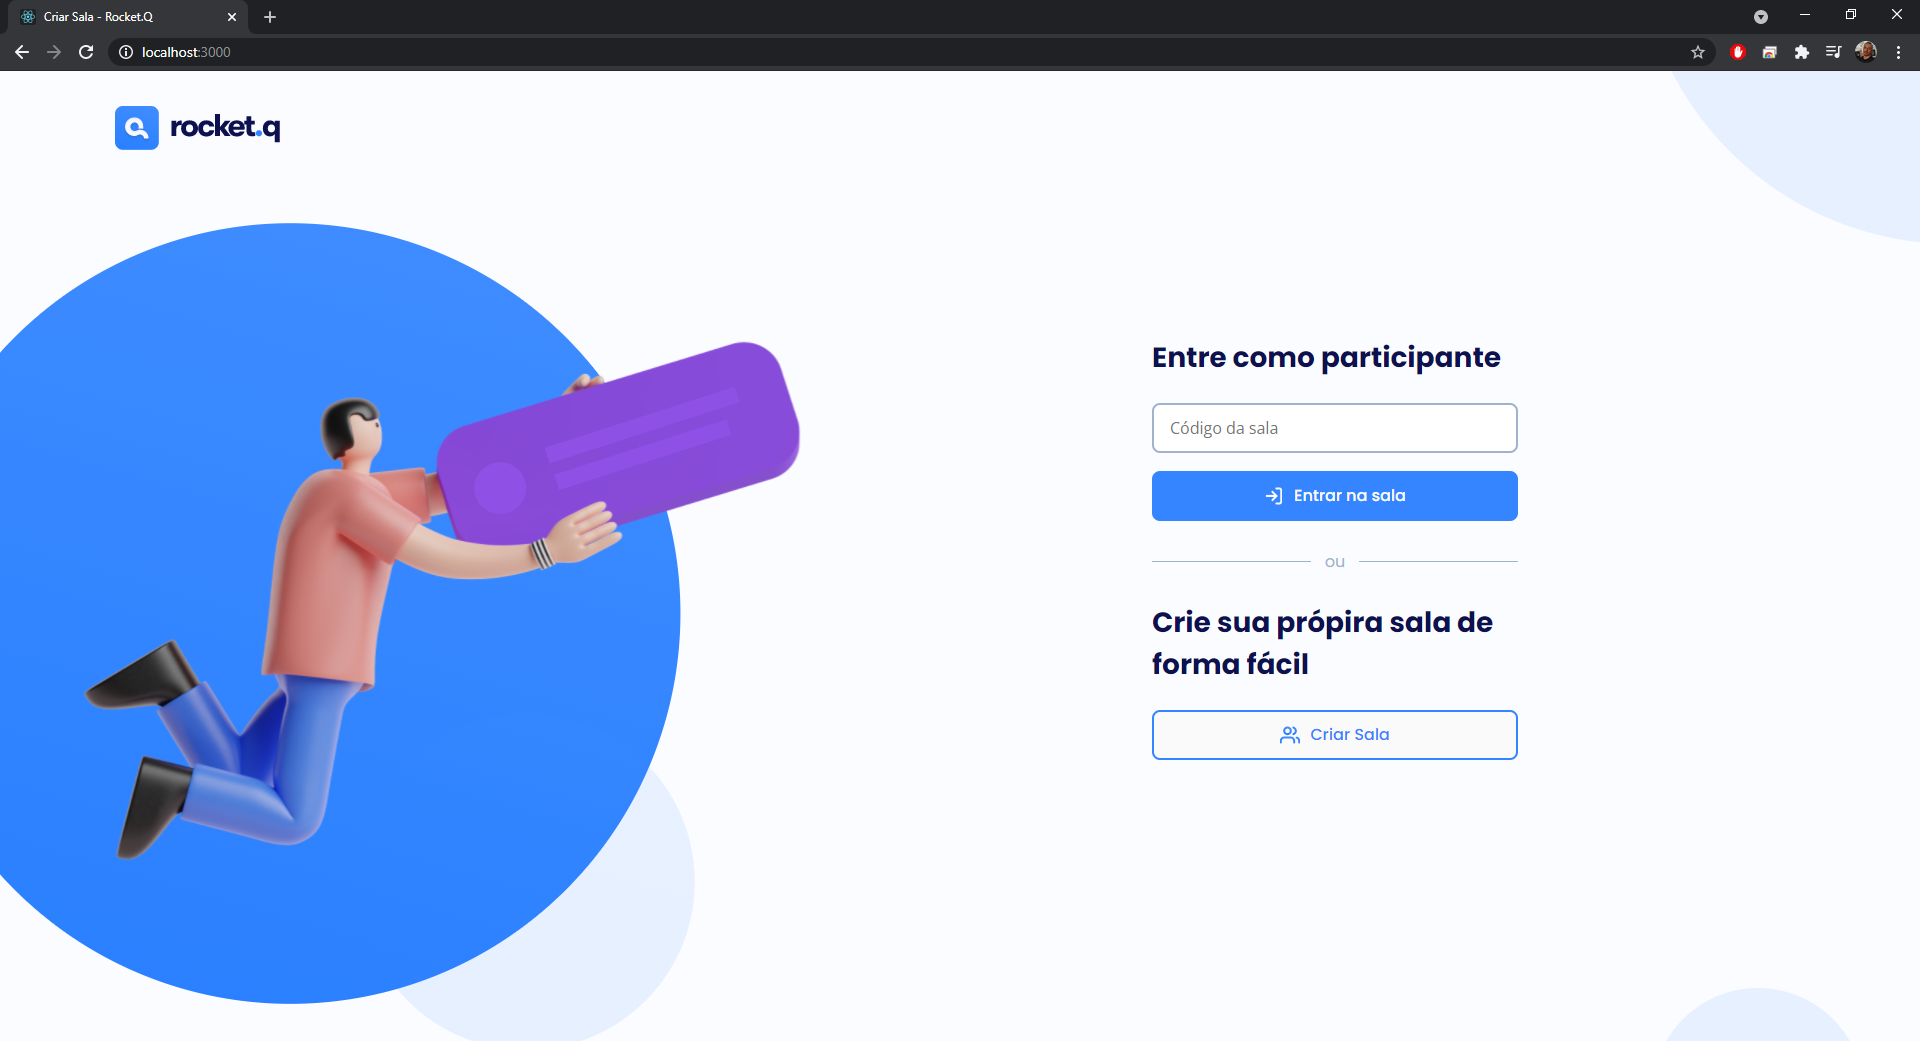 Criar Sala - Rocket.Q
localhost:3000
rocket.q
Entre como participante
Código da sala
Entrar na sala
ou
Crie sua própira sala de
forma fácil
Criar Sala